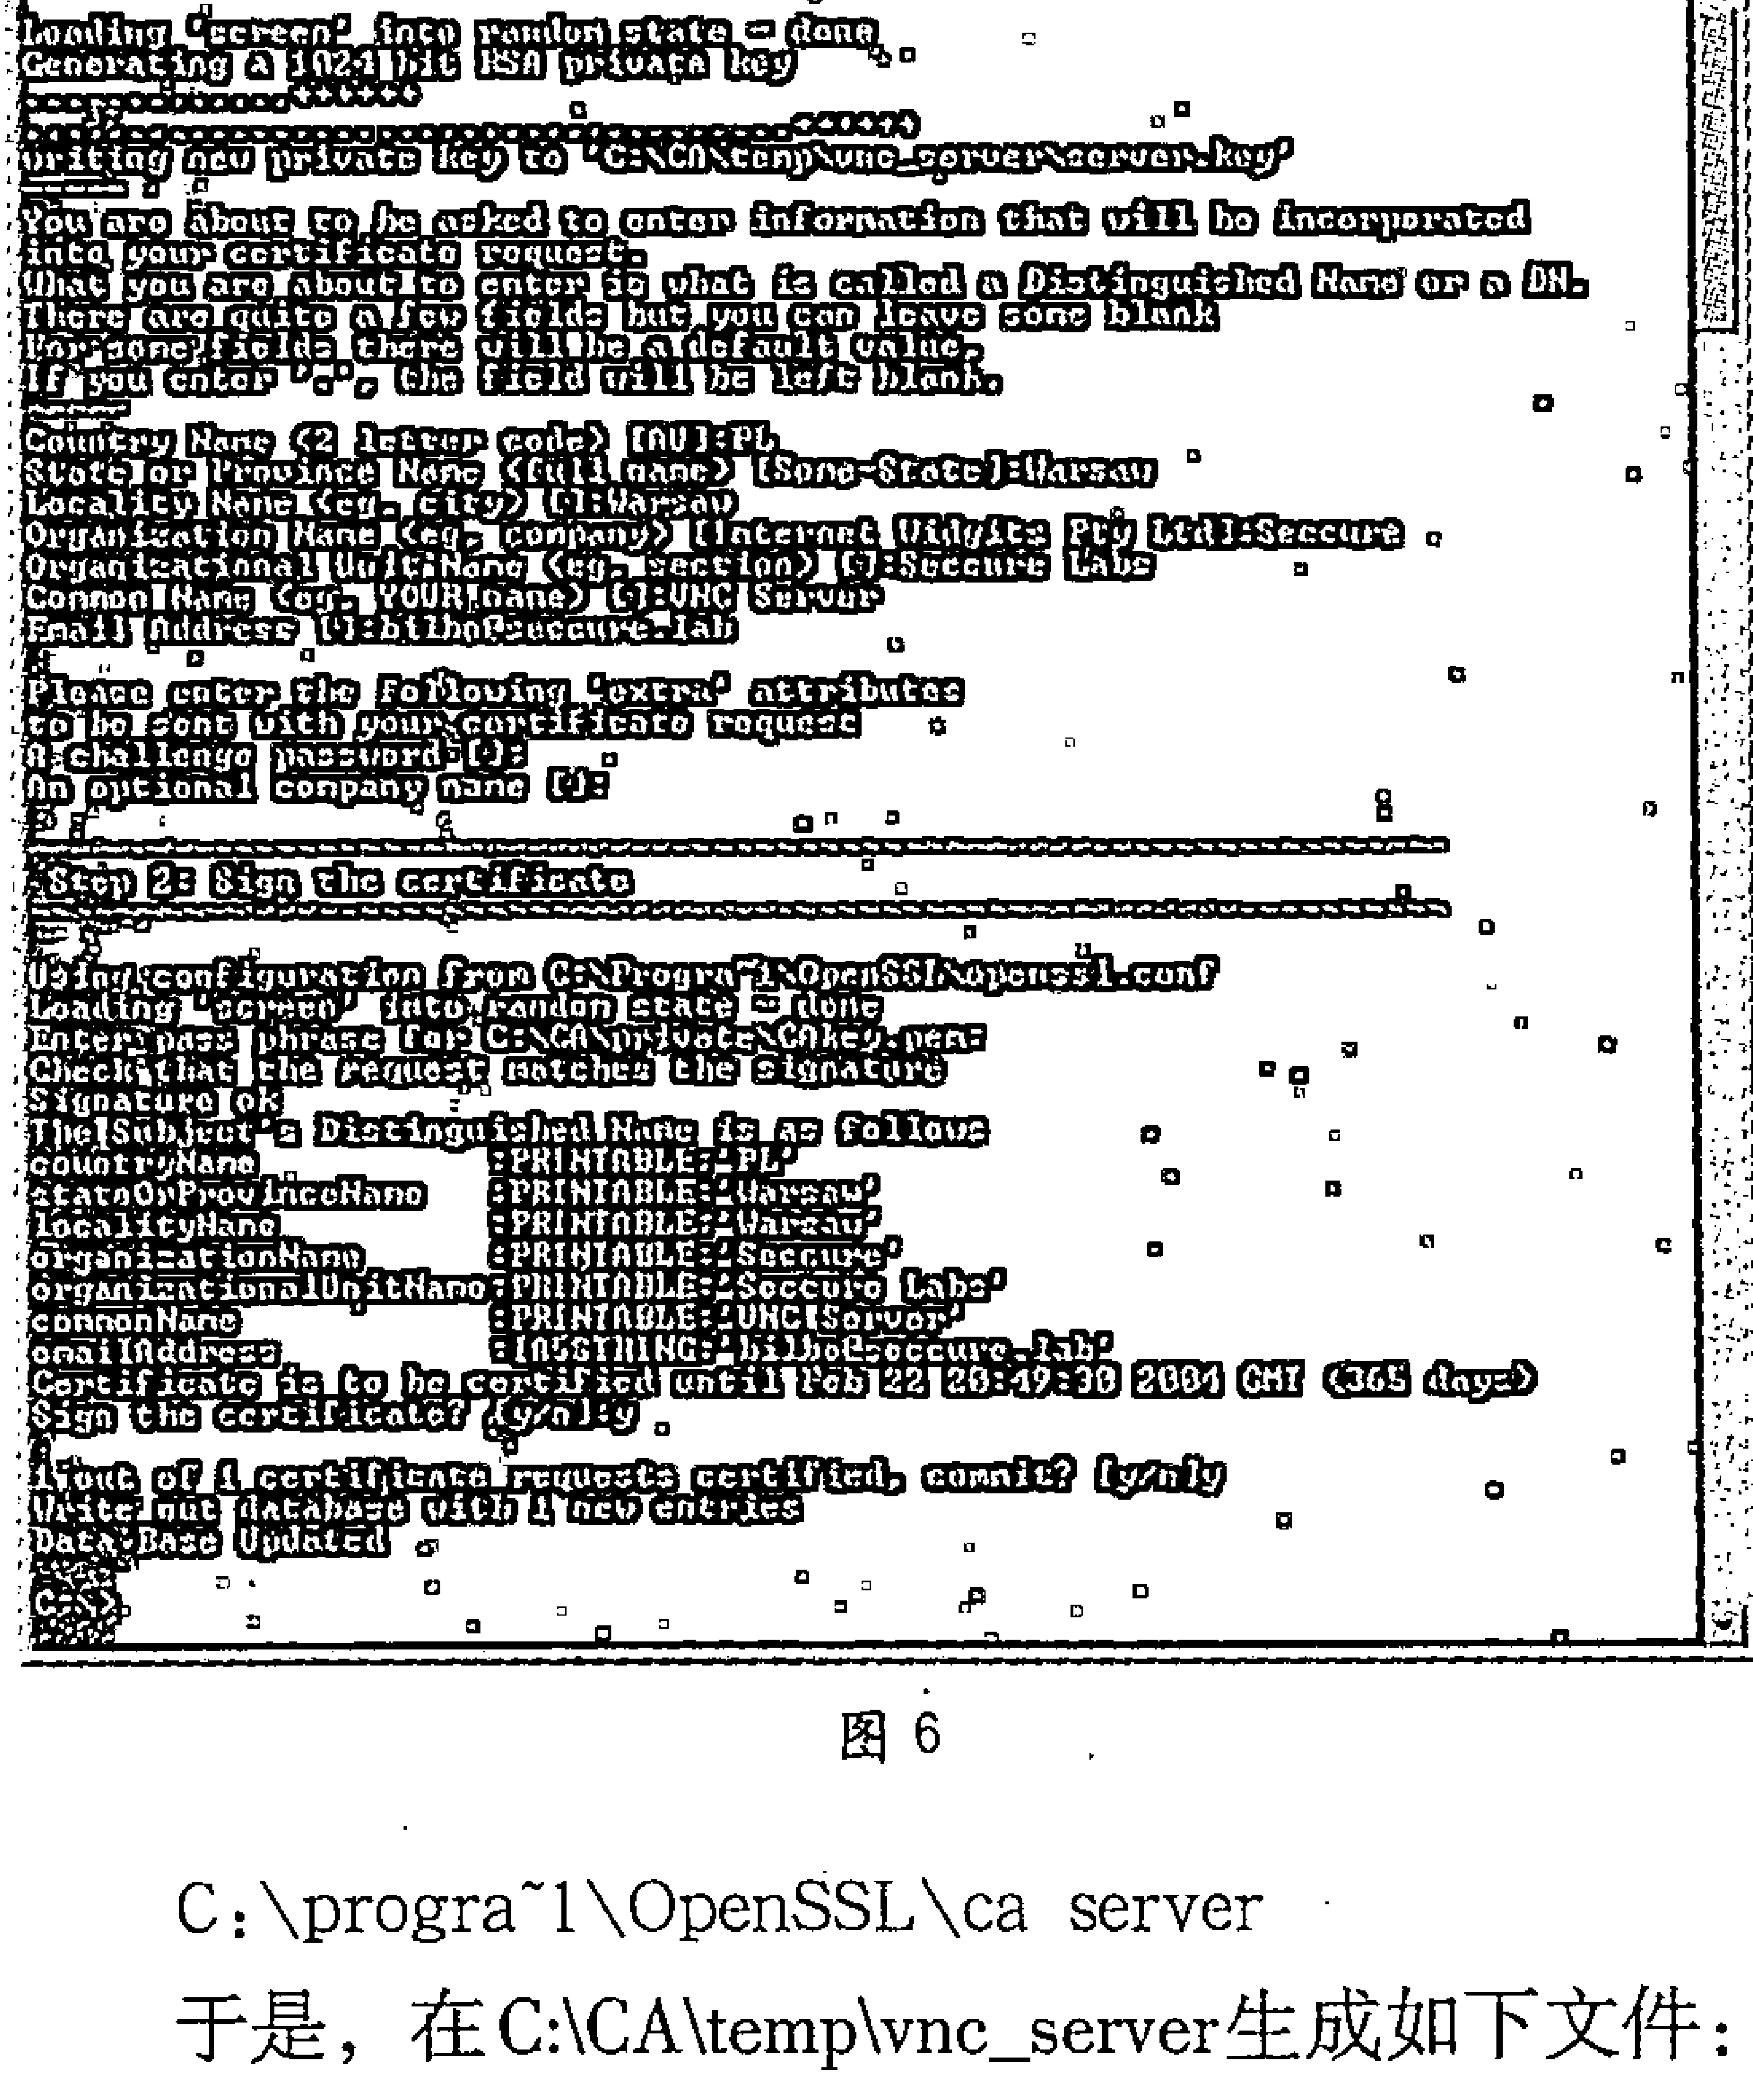 Loading 'screen' into random state - done
Generating a 1024 bit RSA private key
writing new private key to 'C:\CA\temp\vnc_server\server.key'
-----
You are about to be asked to enter information that will be incorporated
into your certificate request.
What you are about to enter is what is called a Distinguished Name or a DN.
There are quite a few fields but you can leave some blank
For some fields there will be a default value,
If you enter '.', the field will be left blank.
-----
Country Name (2 letter code) [AU]:PL
State or Province Name (full name) [Some-State]:Warsaw
Locality Name (eg, city) []:Warsaw
Organization Name (eg, company) [Internet Widgits Pty Ltd]:Seccure
Organizational Unit Name (eg, section) []:Seccure Labs
Common Name (eg, YOUR name) []:VNC Server
Email Address []:bilbo@seccure.lab
Please enter the following 'extra' attributes
to be sent with your certificate request
A challenge password []:
An optional company name []:
Step 2: Sign the certificate
Using configuration from C:\Progra~1\OpenSSL\openssl.conf
Loading 'screen' into random state - done
Enter pass phrase for C:\CA\private\CAkey.pem:
Check that the request matches the signature
Signature ok
The Subject's Distinguished Name is as follows
countryName :PRINTABLE:'PL'
stateOrProvinceName :PRINTABLE:'Warsaw'
localityName :PRINTABLE:'Warsaw'
organizationName :PRINTABLE:'Seccure'
organizationalUnitName:PRINTABLE:'Seccure Labs'
commonName :PRINTABLE:'VNC Server'
emailAddress :IA5STRING:'bilbo@seccure.lab'
Certificate is to be certified until Feb 22 20:49:30 2004 GMT (365 days)
Sign the certificate? [y/n]:y
1 out of 1 certificate requests certified, commit? [y/n]y
Write out database with 1 new entries
Data Base Updated
C:\>
图 6
C:\progra~1\OpenSSL\ca server
于是，在C:\CA\temp\vnc_server生成如下文件：